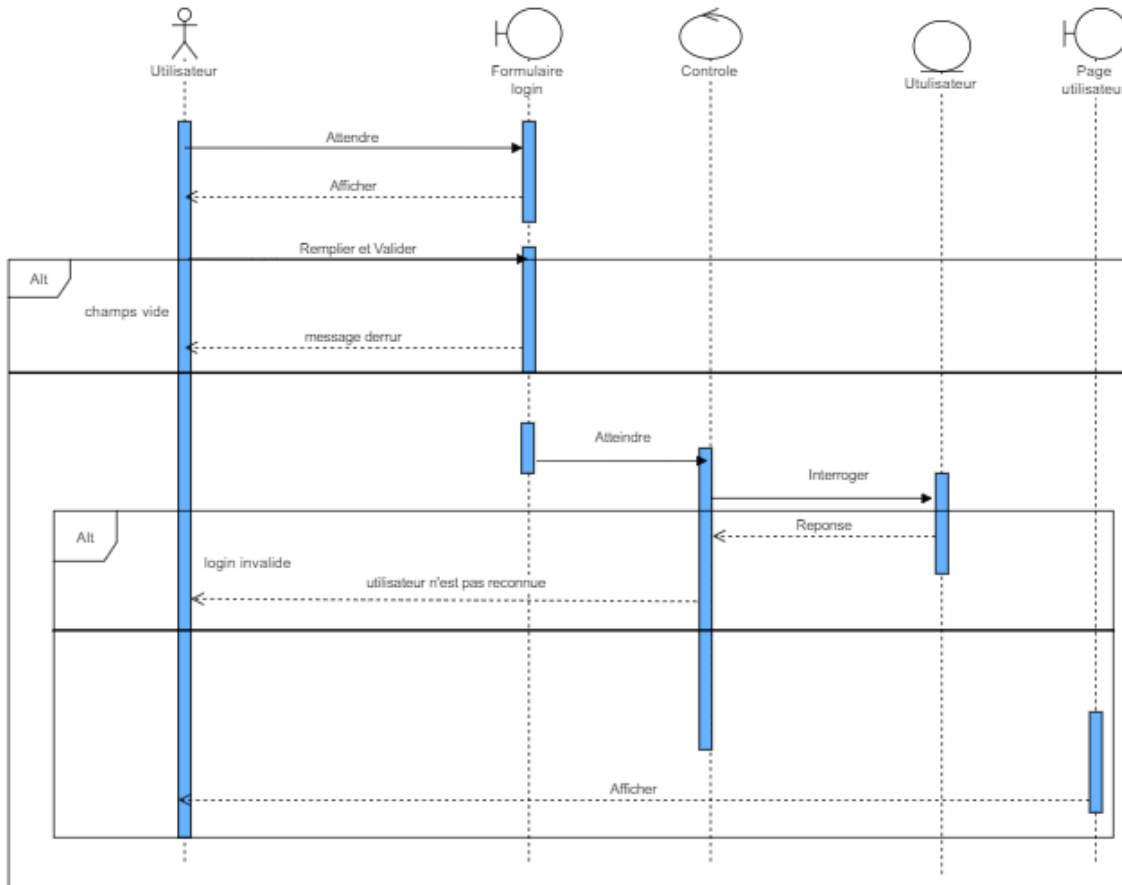 Utilisateur
Formulaire
login
Controle
Utulisateur
Page
utilisateur
Attendre
Afficher
Remplier et Valider
Alt
champs vide
message derrur
Atteindre
Interroger
Alt
Reponse
login invalide
utilisateur n'est pas reconnue
Afficher